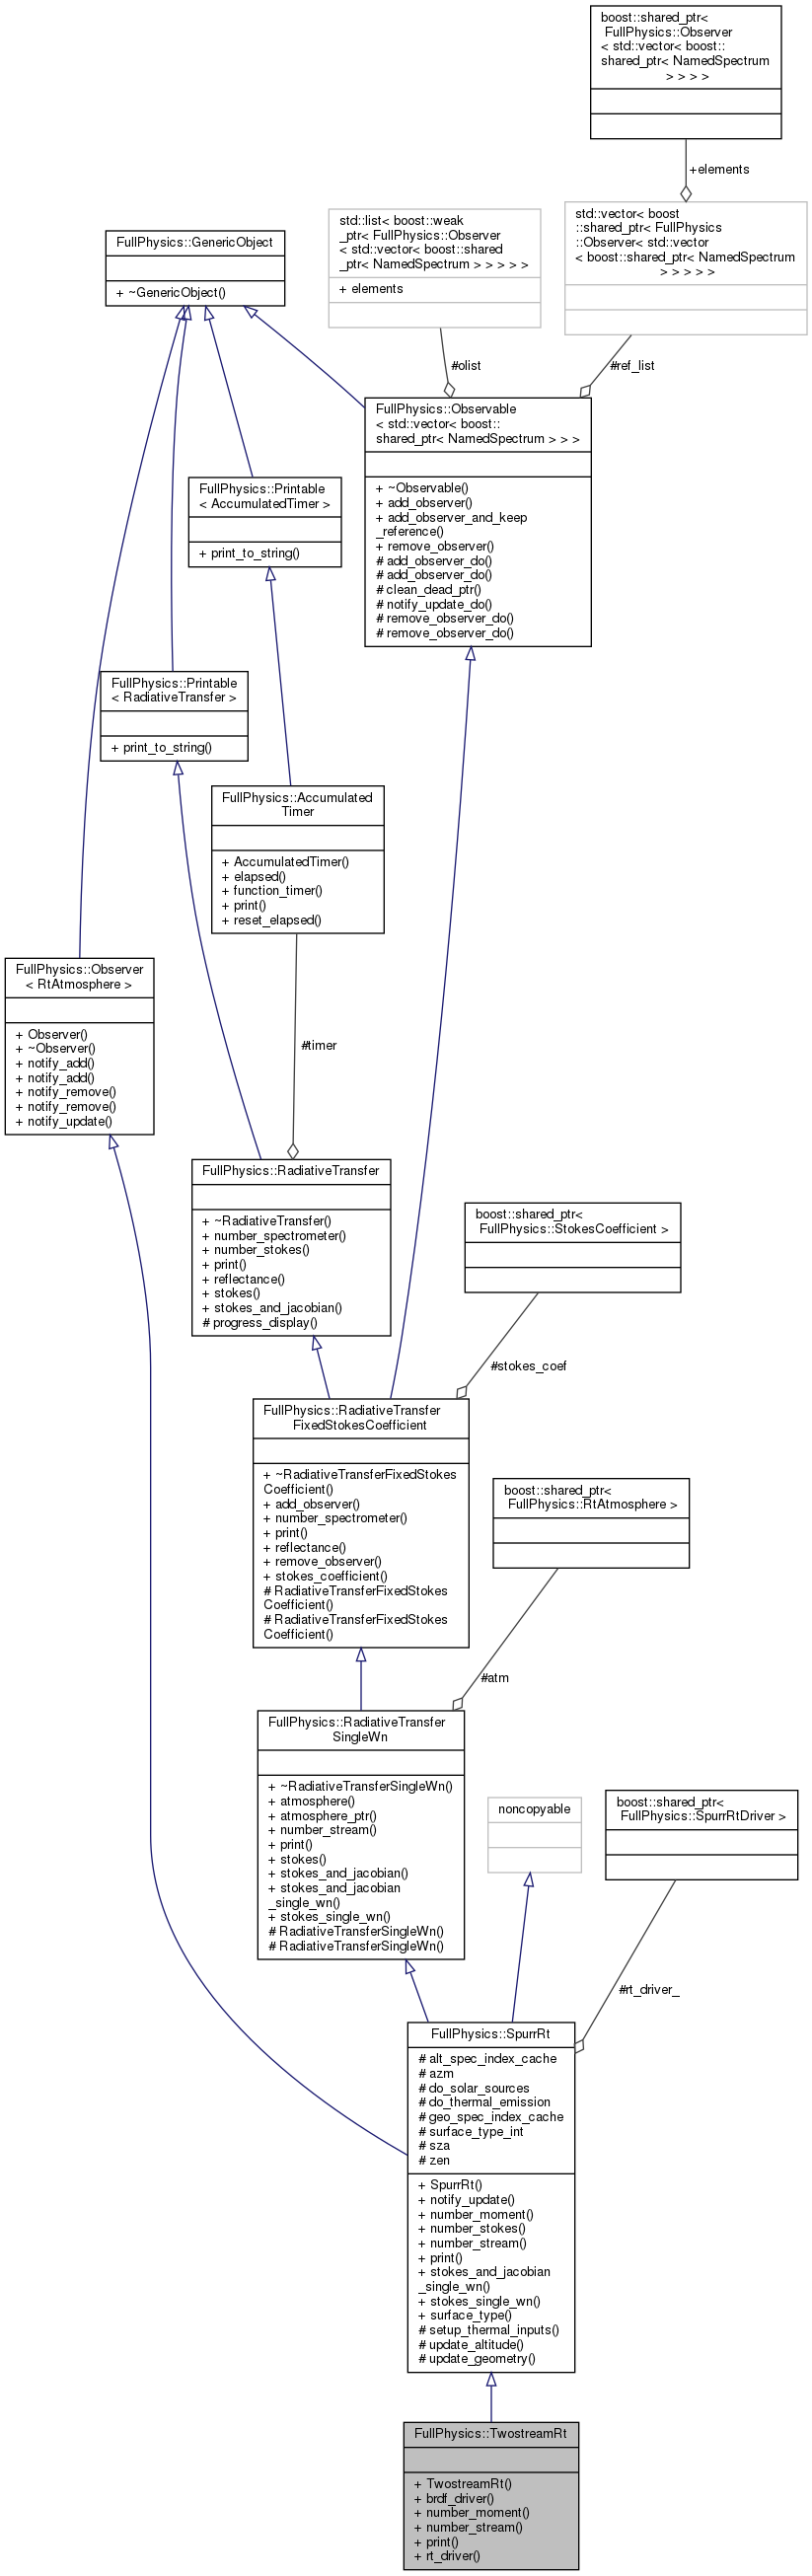 boost::shared_ptr<
FullPhysics::Observer
< std::vector< boost::
shared_ptr< NamedSpectrum
> > > >
+elements
std::list< boost::weak
_ptr< FullPhysics::Observer
< std::vector< boost::shared
_ptr< NamedSpectrum > > > > >
+ elements
std::vector< boost
::shared_ptr< FullPhysics
::Observer< std::vector
< boost::shared_ptr< NamedSpectrum
> > > > >
FullPhysics::GenericObject
+ ~GenericObject()
#olist
#ref_list
FullPhysics::Observable
< std::vector< boost::
shared_ptr< NamedSpectrum > > >
+ ~Observable()
+ add_observer()
+ add_observer_and_keep
_reference()
+ remove_observer()
# add_observer_do()
# add_observer_do()
# clean_dead_ptr()
# notify_update_do()
# remove_observer_do()
# remove_observer_do()
FullPhysics::Printable
< AccumulatedTimer >
+ print_to_string()
FullPhysics::Printable
< RadiativeTransfer >
+ print_to_string()
FullPhysics::Accumulated
Timer
+ AccumulatedTimer()
+ elapsed()
+ function_timer()
+ print()
+ reset_elapsed()
FullPhysics::Observer
< RtAtmosphere >
+ Observer()
+ ~Observer()
+ notify_add()
+ notify_add()
+ notify_remove()
+ notify_remove()
+ notify_update()
#timer
FullPhysics::RadiativeTransfer
+ ~RadiativeTransfer()
+ number_spectrometer()
+ number_stokes()
+ print()
+ reflectance()
+ stokes()
+ stokes_and_jacobian()
# progress_display()
boost::shared_ptr<
FullPhysics::StokesCoefficient >
#stokes_coef
FullPhysics::RadiativeTransfer
FixedStokesCoefficient
+ ~RadiativeTransferFixedStokes
Coefficient()
+ add_observer()
+ number_spectrometer()
+ print()
+ reflectance()
+ remove_observer()
+ stokes_coefficient()
# RadiativeTransferFixedStokes
Coefficient()
# RadiativeTransferFixedStokes
Coefficient()
boost::shared_ptr<
FullPhysics::RtAtmosphere >
#atm
FullPhysics::RadiativeTransfer
SingleWn
+ ~RadiativeTransferSingleWn()
+ atmosphere()
+ atmosphere_ptr()
+ number_stream()
+ print()
+ stokes()
+ stokes_and_jacobian()
+ stokes_and_jacobian
_single_wn()
+ stokes_single_wn()
# RadiativeTransferSingleWn()
# RadiativeTransferSingleWn()
noncopyable
boost::shared_ptr<
FullPhysics::SpurrRtDriver >
#rt_driver_
FullPhysics::SpurrRt
# alt_spec_index_cache
# azm
# do_solar_sources
# do_thermal_emission
# geo_spec_index_cache
# surface_type_int
# sza
# zen
+ SpurrRt()
+ notify_update()
+ number_moment()
+ number_stokes()
+ number_stream()
+ print()
+ stokes_and_jacobian
_single_wn()
+ stokes_single_wn()
+ surface_type()
# setup_thermal_inputs()
# update_altitude()
# update_geometry()
FullPhysics::TwostreamRt
+ TwostreamRt()
+ brdf_driver()
+ number_moment()
+ number_stream()
+ print()
+ rt_driver()